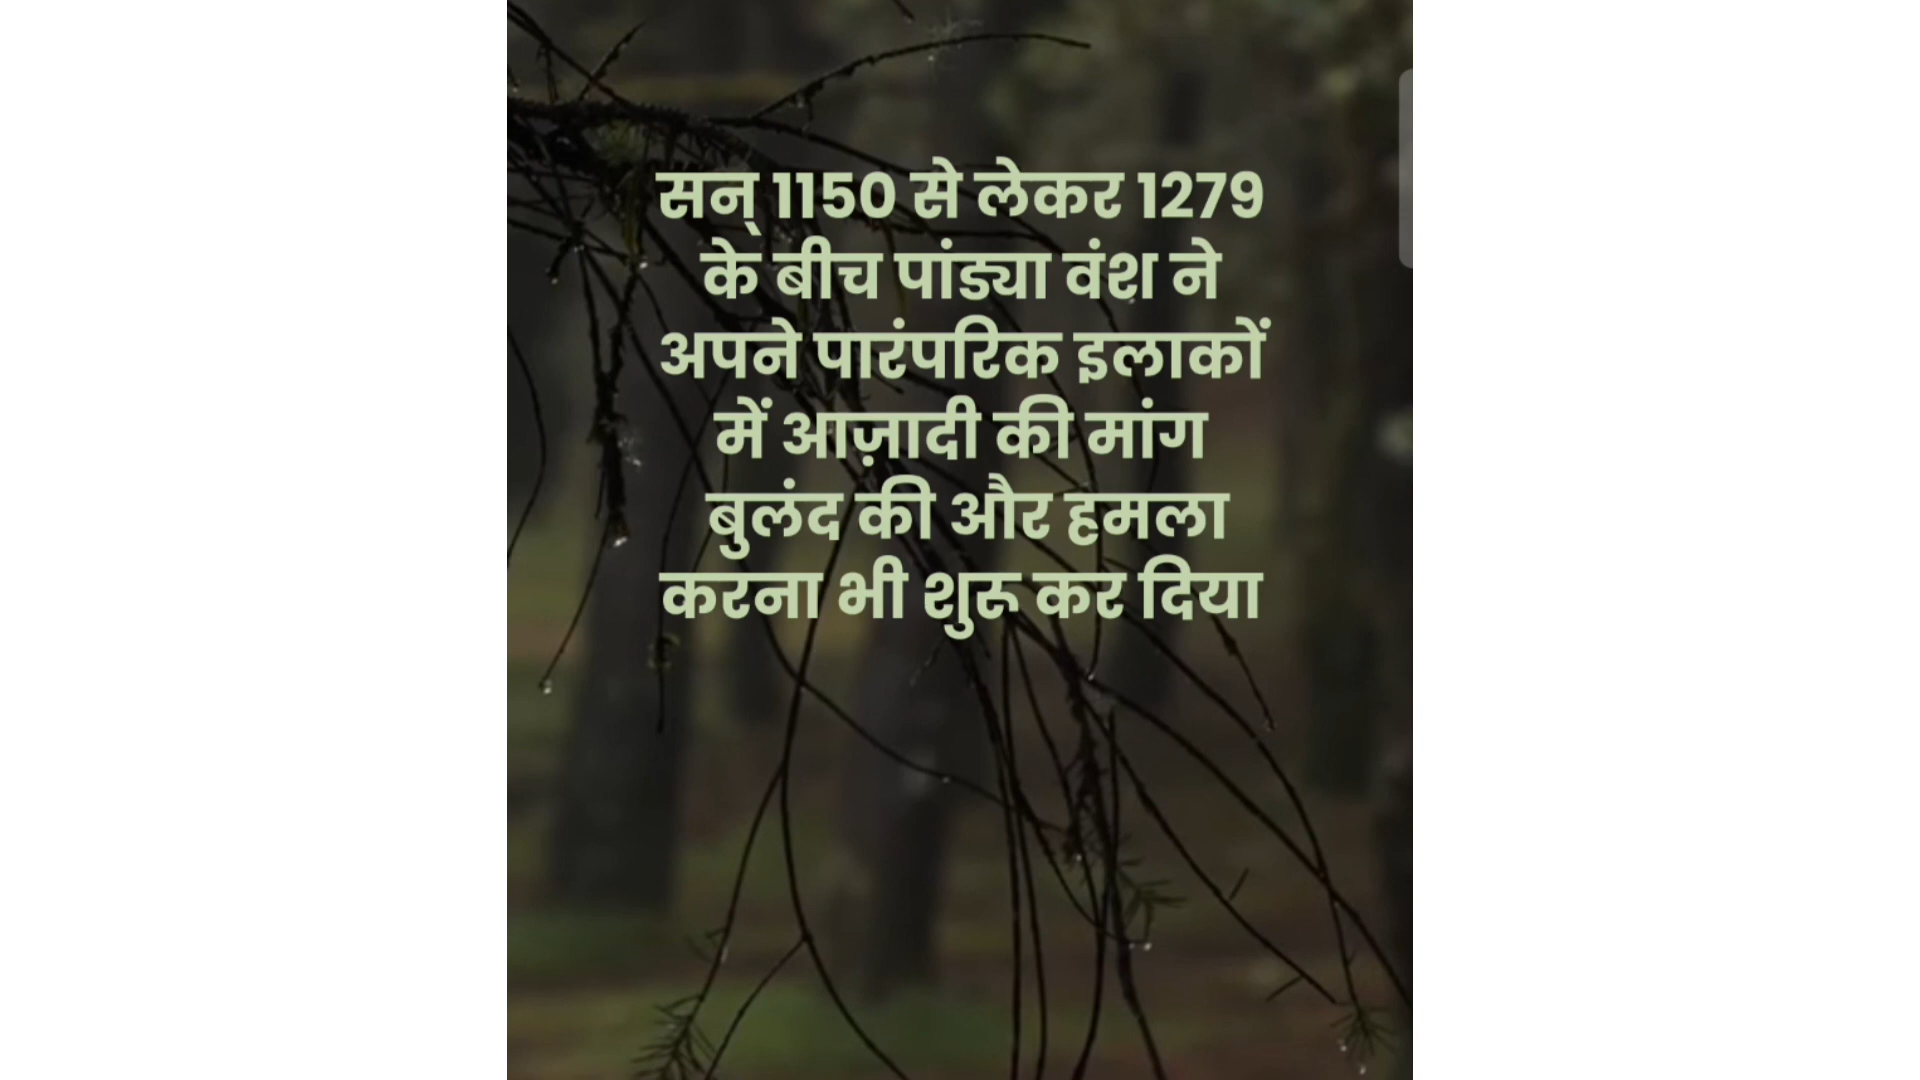 सन् 1150 से लेकर 1279
के बीच पांड्या वंश ने
अपने पारंपरिक इलाकों
में आज़ादी की मांग
बुलंद की और हमला
करना भी शुरू कर दिया